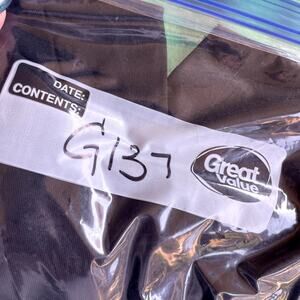 DATE:
CONTENTS:
G137
Great
Value